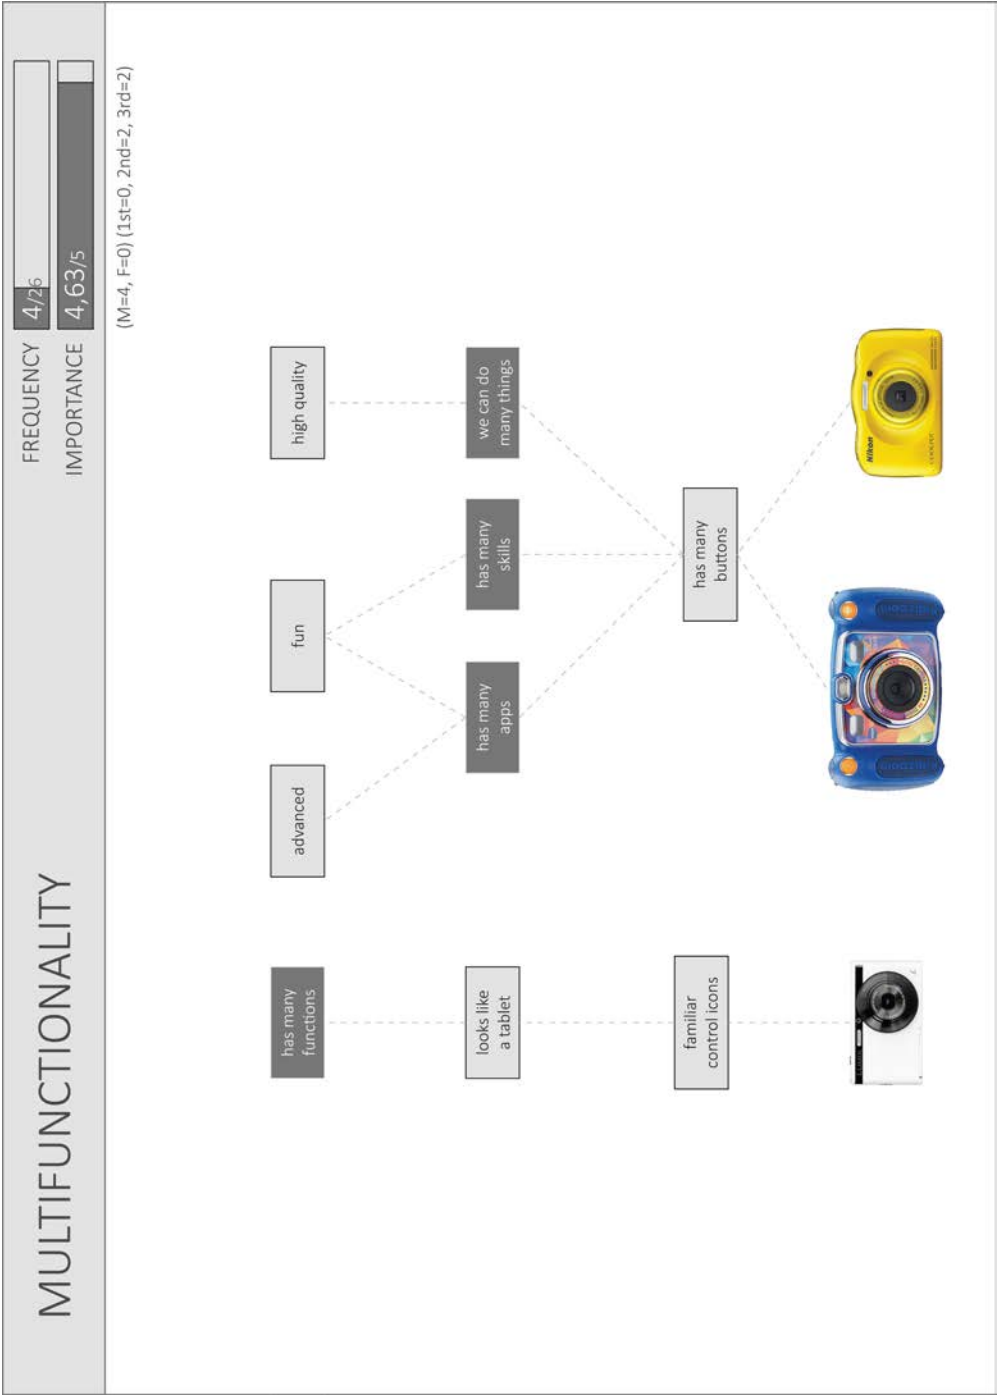 MULTIFUNCTIONALITY
FREQUENCY
4/26
IMPORTANCE
4,63/5
(M=4, F=0) (1st=0, 2nd=2, 3rd=2)
has many
functions
advanced
fun
high quality
looks like
a tablet
has many
apps
has many
skills
we can do
many things
familiar
control icons
has many
buttons
Nikon
COOLPIX